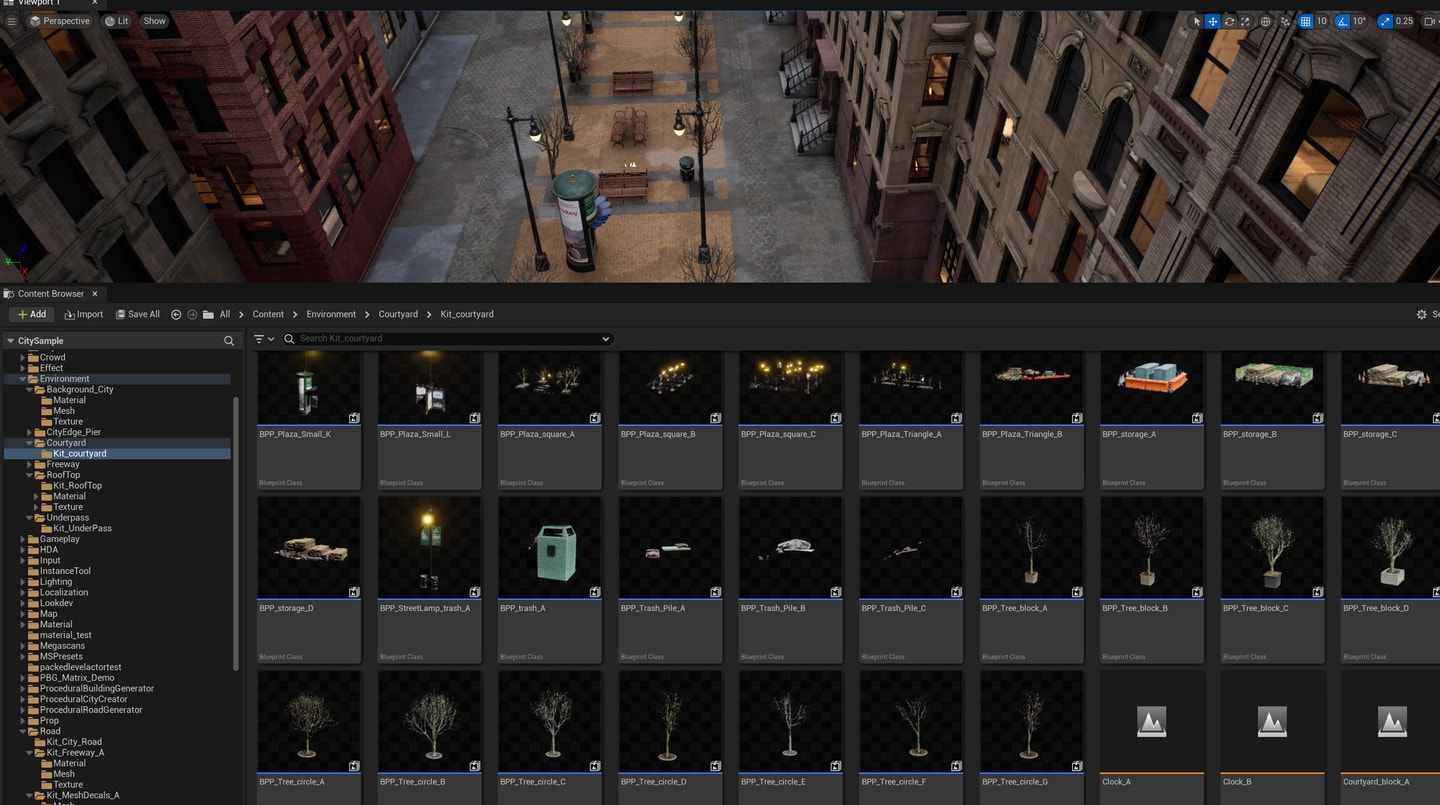 Viewport 1
Perspective
Lit
Show
10
10°
0.25
Content Browser
Add
Import
Save All
All
Content
Environment
Courtyard
Kit_courtyard
CitySample
Search Kit_courtyard
Crowd
Effect
Environment
Background_City
Material
Mesh
Texture
CityEdge_Pier
Courtyard
Kit_courtyard
Freeway
RoofTop
Kit_RoofTop
Material
Texture
Underpass
Kit_UnderPass
Gameplay
HDA
Input
InstanceTool
Lighting
Localization
Lookdev
Map
Material
material_test
Megascans
MSPresets
packedlevelactortest
PBG_Matrix_Demo
ProceduralBuildingGenerator
ProceduralCityCreator
ProceduralRoadGenerator
Prop
Road
Kit_City_Road
Kit_Freeway_A
Material
Mesh
Texture
Kit_MeshDecals_A
BPP_Plaza_Small_K
BPP_Plaza_Small_L
BPP_Plaza_square_A
BPP_Plaza_square_B
BPP_Plaza_square_C
BPP_Plaza_Triangle_A
BPP_Plaza_Triangle_B
BPP_storage_A
BPP_storage_B
BPP_storage_C
Blueprint Class
Blueprint Class
Blueprint Class
Blueprint Class
Blueprint Class
Blueprint Class
Blueprint Class
Blueprint Class
Blueprint Class
Blueprint Class
BPP_storage_D
BPP_StreetLamp_trash_A
BPP_trash_A
BPP_Trash_Pile_A
BPP_Trash_Pile_B
BPP_Trash_Pile_C
BPP_Tree_block_A
BPP_Tree_block_B
BPP_Tree_block_C
BPP_Tree_block_D
Blueprint Class
Blueprint Class
Blueprint Class
Blueprint Class
Blueprint Class
Blueprint Class
Blueprint Class
Blueprint Class
Blueprint Class
Blueprint Class
BPP_Tree_circle_A
BPP_Tree_circle_B
BPP_Tree_circle_C
BPP_Tree_circle_D
BPP_Tree_circle_E
BPP_Tree_circle_F
BPP_Tree_circle_G
Clock_A
Clock_B
Courtyard_block_A